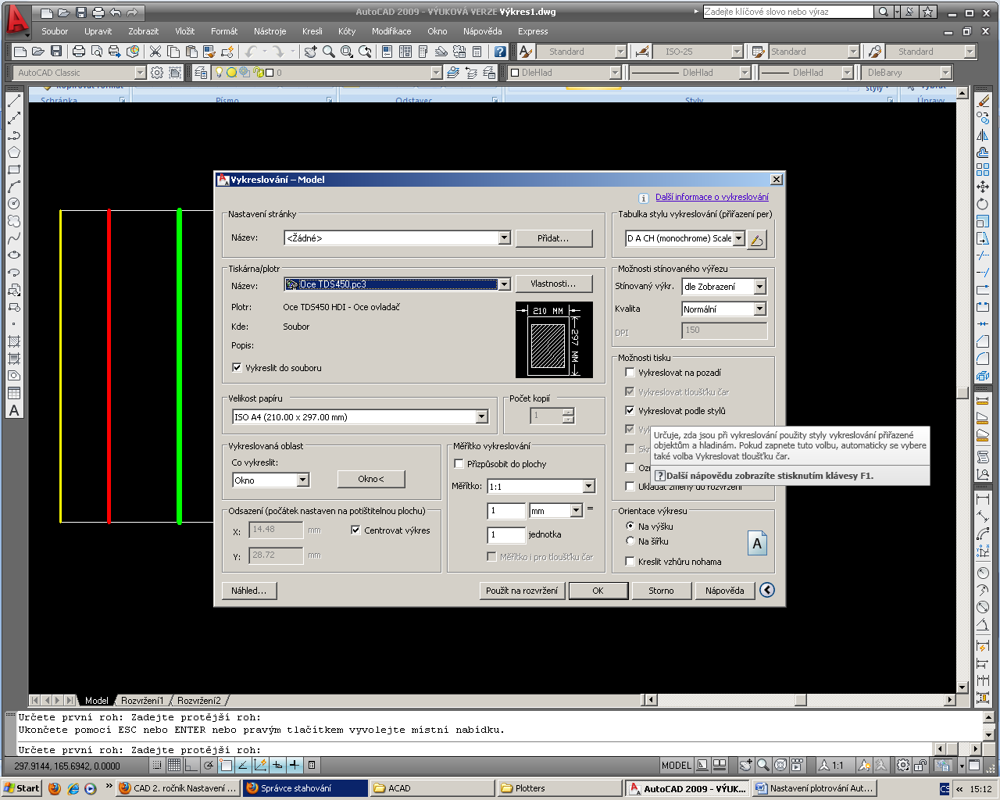 AutoCAD 2009 - VÝUKOVÁ VERZE Výkres1.dwg
Zadejte klíčové slovo nebo výraz
Soubor Upravit Zobrazit Vložit Formát Nástroje Kresli Kóty Modifikace Okno Nápověda Express
Standard ISO-25 Standard Standard
AutoCAD Classic 0 DleHlad DleHlad DleHlad DleBarvy
Kopírovat formát
Schránka Písmo Odstavec Styly Úpravy
styly
Vykreslování – Model
Další informace o vykreslování
Nastavení stránky
Název: <Žádné> Přidat...
Tabulka stylu vykreslování (přiřazení per)
D A CH (monochrome) Scale
Tiskárna/plotr
Název: Oce TDS450.pc3 Vlastnosti...
Plotr: Oce TDS450 HDI - Oce ovladač
Kde: Soubor
Popis:
Vykreslit do souboru
210 MM
297 MM
Možnosti stínovaného výřezu
Stínovaný výkr. dle Zobrazení
Kvalita Normální
DPI 150
Velikost papíru
ISO A4 (210.00 x 297.00 mm)
Počet kopií
1
Možnosti tisku
Vykreslovat na pozadí
Vykreslovat tloušťku čar
Vykreslovat podle stylů
Určuje, zda jsou při vykreslování použity styly vykreslování přiřazené
objektům a hladinám. Pokud zapnete tuto volbu, automaticky se vybere
také volba Vykreslovat tloušťku čar.
Další nápovědu zobrazíte stisknutím klávesy F1.
Ukládat změny do rozvržení
Vykreslovaná oblast
Co vykreslit:
Okno Okno<
Měřítko vykreslování
Přizpůsobit do plochy
Měřítko: 1:1
1 mm =
1 jednotka
Měřítko i pro tloušťku čar
Odsazení (počátek nastaven na potištitelnou plochu)
X: 14.48 mm Centrovat výkres
Y: 28.72 mm
Orientace výkresu
Na výšku
Na šířku
Kreslit vzhůru nohama
A
Náhled... Použít na rozvržení OK Storno Nápověda
Model Rozvržení1 Rozvržení2
Určete první roh: Zadejte protější roh:
Ukončete pomocí ESC nebo ENTER nebo pravým tlačítkem vyvolejte místní nabídku.
Určete první roh: Zadejte protější roh:
297.9144, 165.6942, 0.0000 MODEL 1:1
Start CAD 2. ročník Nastavení ... Správce stahování ACAD Plotters AutoCAD 2009 - VÝUK... Nastavení plotrování Aut... CS 15:12